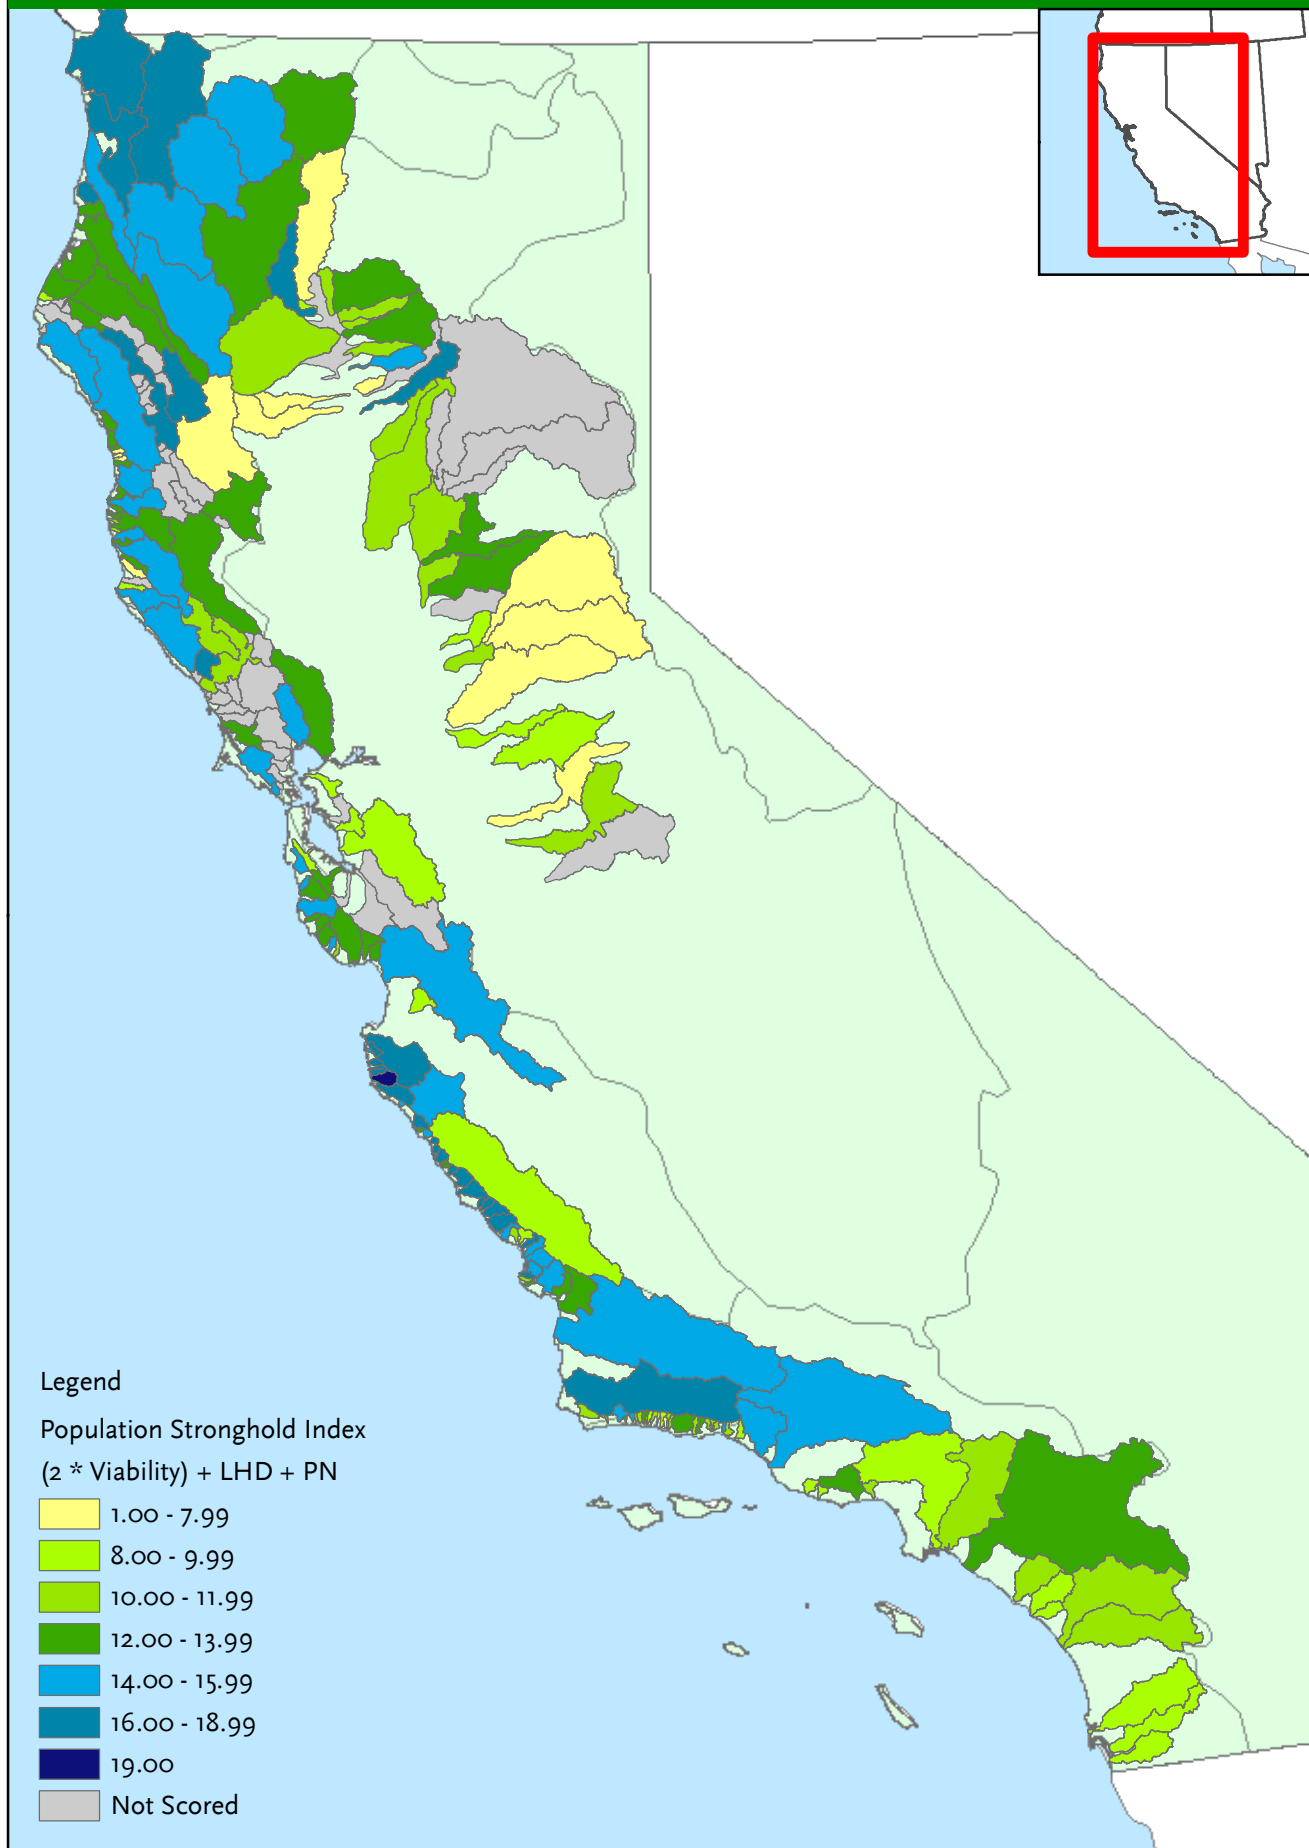 Legend
Population Stronghold Index
(2 * Viability) + LHD + PN
1.00 - 7.99
8.00 - 9.99
10.00 - 11.99
12.00 - 13.99
14.00 - 15.99
16.00 - 18.99
19.00
Not Scored